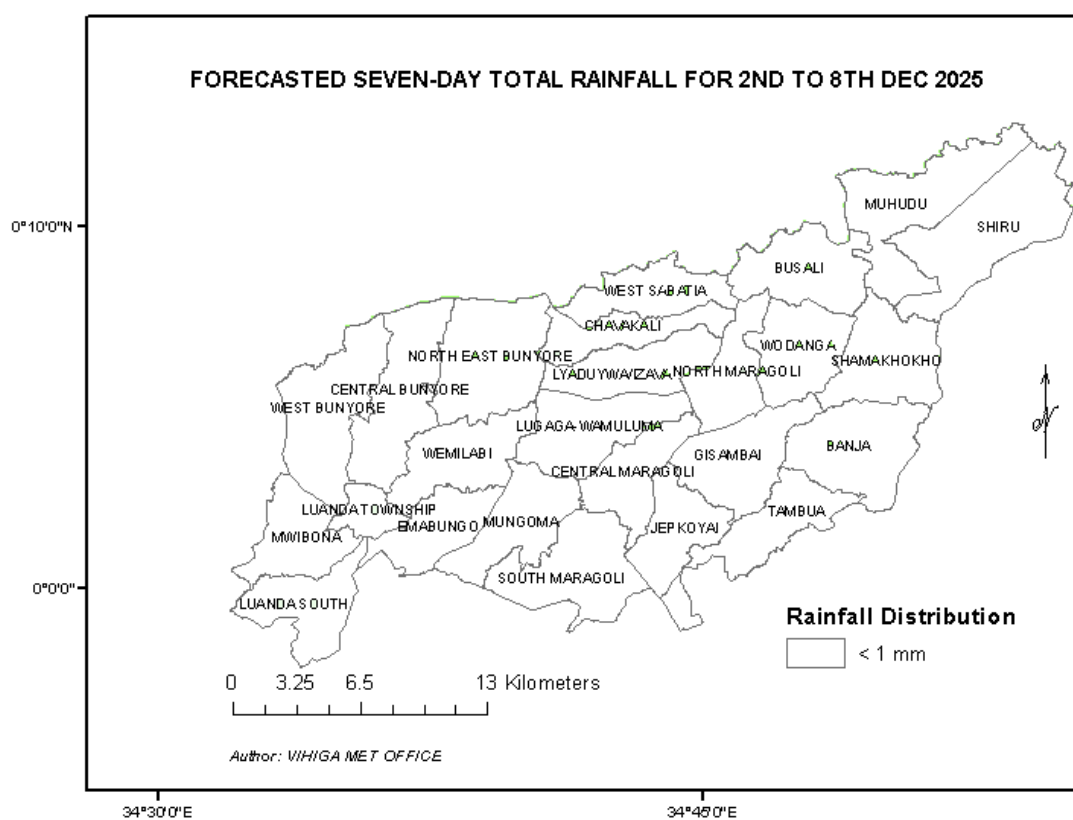 FORECASTED SEVEN-DAY TOTAL RAINFALL FOR 2ND TO 8TH DEC 2025
MUHUDU
0°10'0"N
SHIRU
BUSALI
WEST SABATIA
CHAVAKALI
WODANGA
NORTH EAST BUNYORE
SHAMAKHOKHO
LYADUYWA/IZAVA
NORTH MARAGOLI
CENTRAL BUNYORE
WEST BUNYORE
LUGAGA-WAMULUMA
BANJA
WEMILABI
GISAMBAI
CENTRAL MARAGOLI
LUANDA TOWNSHIP
TAMBUA
EMABUNGO
MUNGOMA
JEPKOYAI
MWIBONA
SOUTH MARAGOLI
0°0'0"
LUANDA SOUTH
Rainfall Distribution
< 1 mm
0 3.25 6.5 13 Kilometers
Author: VIHIGA MET OFFICE
34°30'0"E
34°45'0"E
N